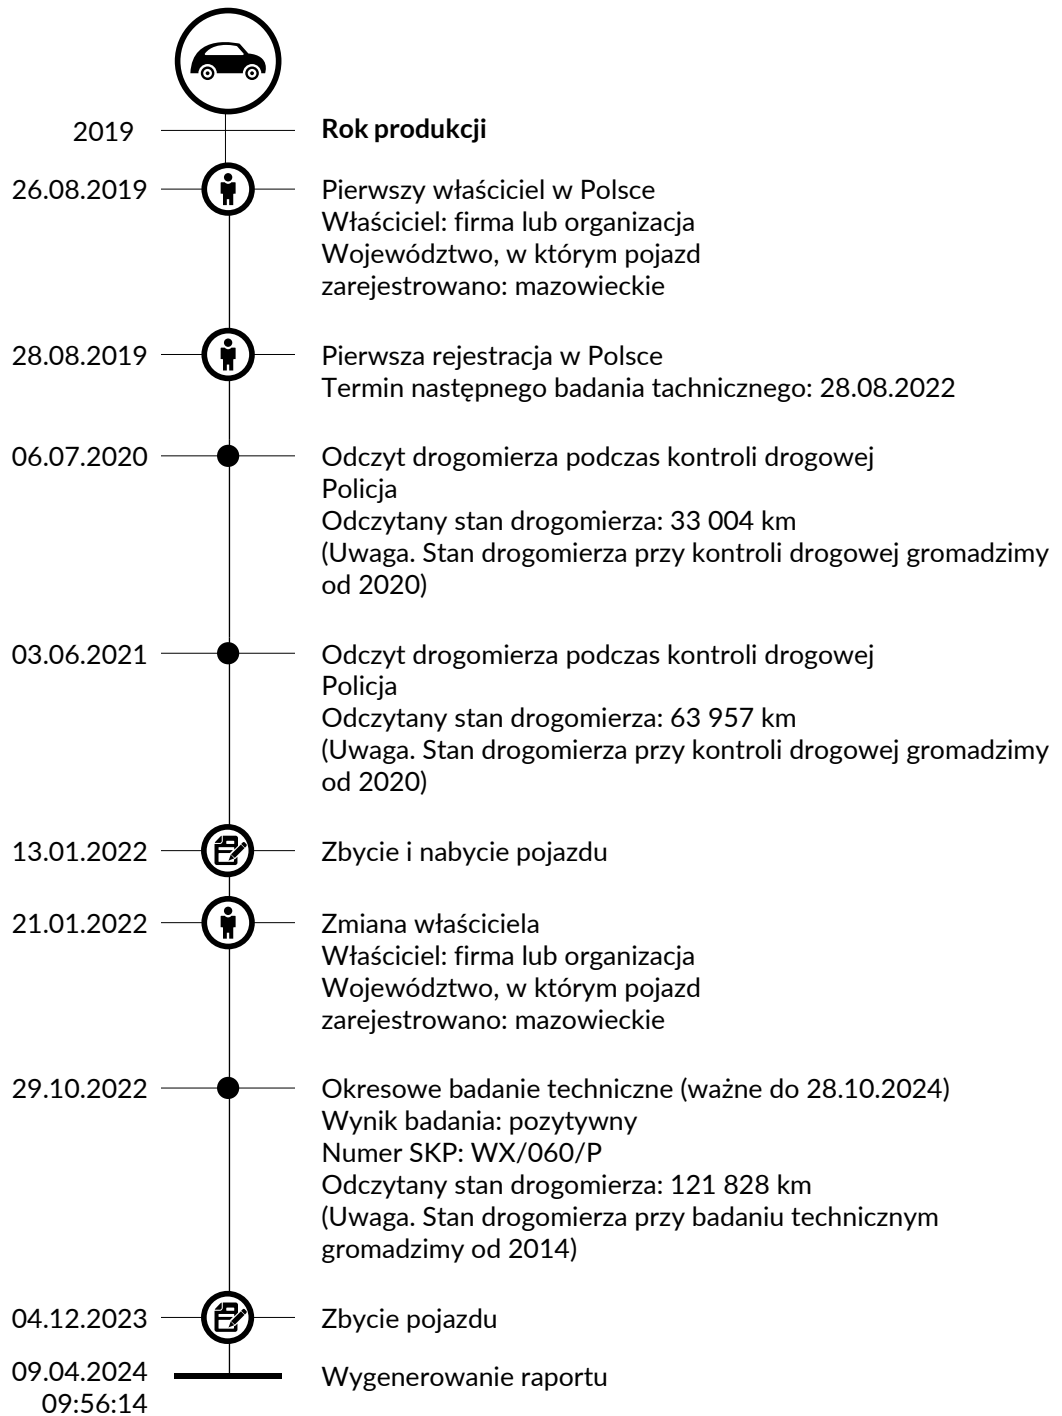 2019
Rok produkcji
26.08.2019
Pierwszy właściciel w Polsce
Właściciel: firma lub organizacja
Województwo, w którym pojazd
zarejestrowano: mazowieckie
28.08.2019
Pierwsza rejestracja w Polsce
Termin następnego badania tachnicznego: 28.08.2022
06.07.2020
Odczyt drogomierza podczas kontroli drogowej
Policja
Odczytany stan drogomierza: 33 004 km
(Uwaga. Stan drogomierza przy kontroli drogowej gromadzimy
od 2020)
03.06.2021
Odczyt drogomierza podczas kontroli drogowej
Policja
Odczytany stan drogomierza: 63 957 km
(Uwaga. Stan drogomierza przy kontroli drogowej gromadzimy
od 2020)
13.01.2022
Zbycie i nabycie pojazdu
21.01.2022
Zmiana właściciela
Właściciel: firma lub organizacja
Województwo, w którym pojazd
zarejestrowano: mazowieckie
29.10.2022
Okresowe badanie techniczne (ważne do 28.10.2024)
Wynik badania: pozytywny
Numer SKP: WX/060/P
Odczytany stan drogomierza: 121 828 km
(Uwaga. Stan drogomierza przy badaniu technicznym
gromadzimy od 2014)
04.12.2023
Zbycie pojazdu
09.04.2024
09:56:14
Wygenerowanie raportu